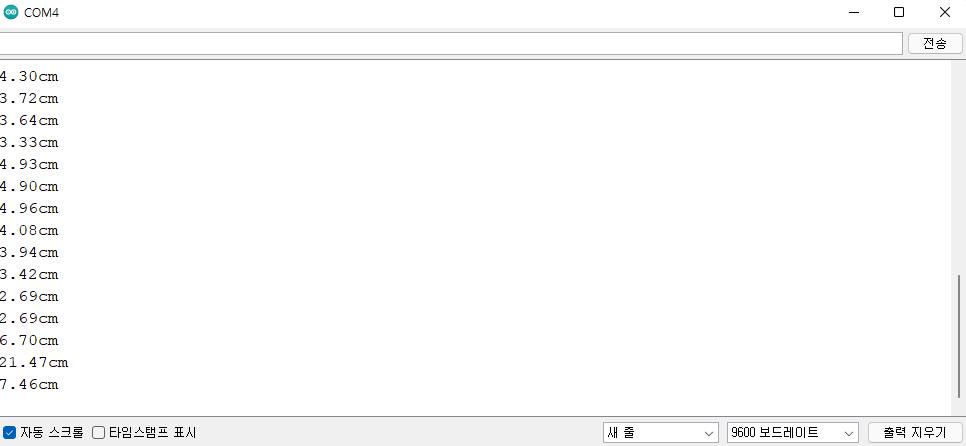 COM4
전송
4.30cm
3.72cm
3.64cm
3.33cm
4.93cm
4.90cm
4.96cm
4.08cm
3.94cm
3.42cm
2.69cm
2.69cm
6.70cm
21.47cm
7.46cm
자동 스크롤 타임스탬프 표시 새 줄 9600 보드레이트 출력 지우기